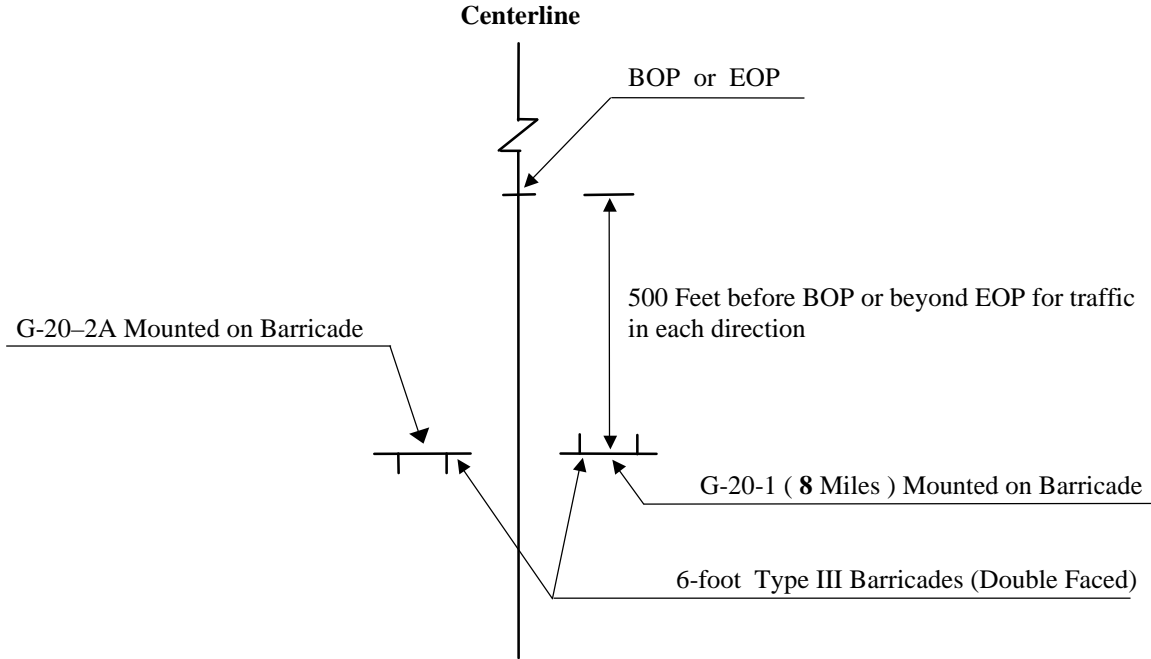 Centerline
BOP or EOP
500 Feet before BOP or beyond EOP for traffic
in each direction
G-20–2A Mounted on Barricade
G-20-1 ( 8 Miles ) Mounted on Barricade
6-foot Type III Barricades (Double Faced)